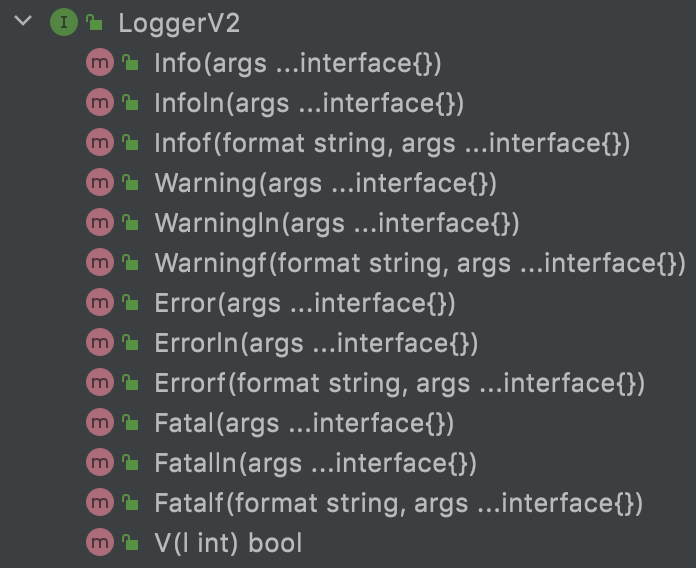 LoggerV2
Info(args ...interface{})
Infoln(args ...interface{})
Infof(format string, args ...interface{})
Warning(args ...interface{})
Warningln(args ...interface{})
Warningf(format string, args ...interface{})
Error(args ...interface{})
Errorln(args ...interface{})
Errorf(format string, args ...interface{})
Fatal(args ...interface{})
Fatalln(args ...interface{})
Fatalf(format string, args ...interface{})
V(l int) bool